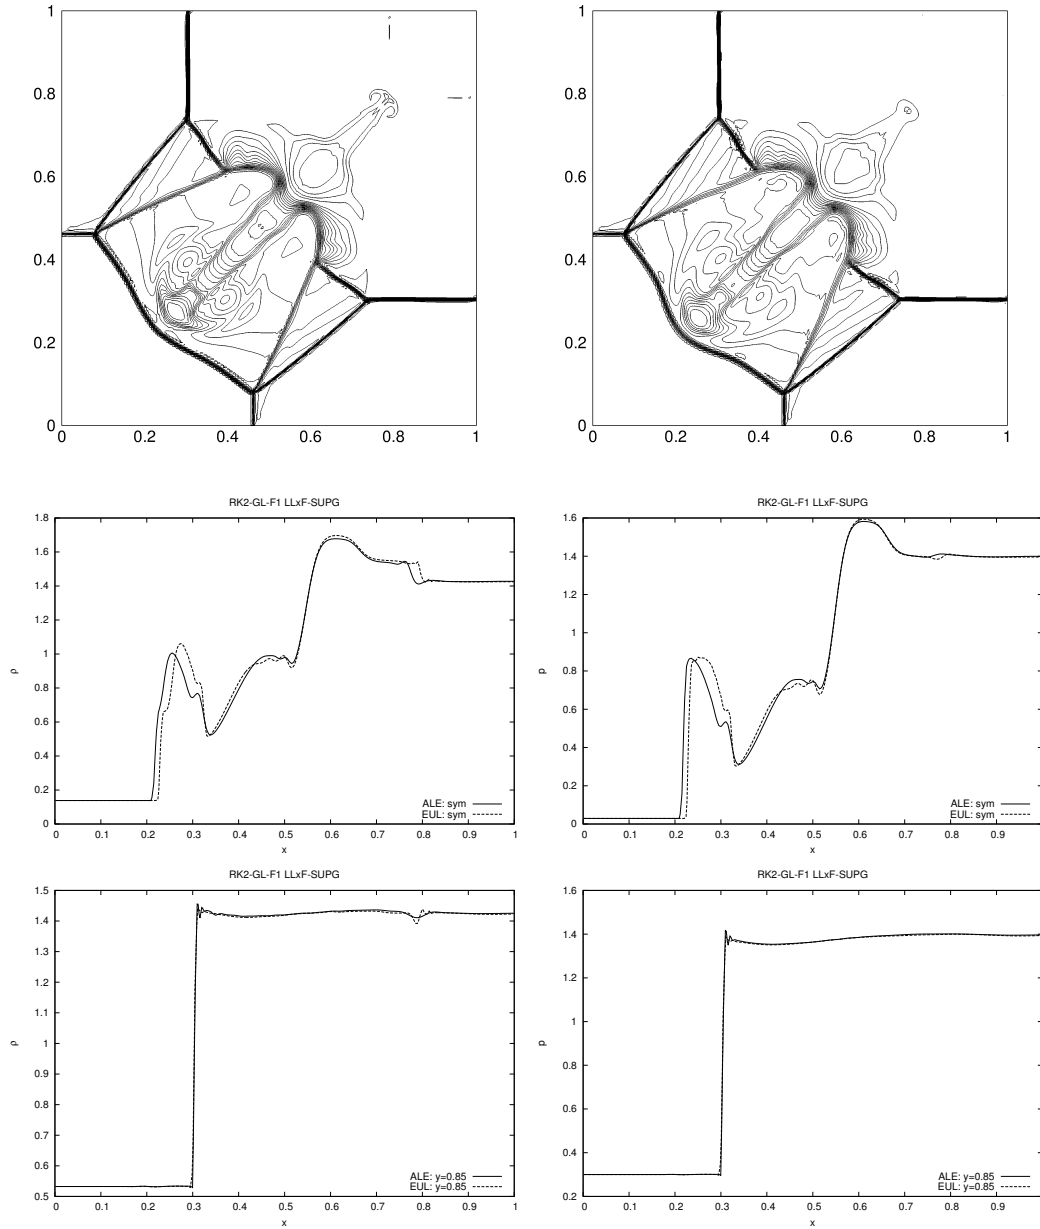 1
0.8
0.6
0.4
0.2
0
0 0.2 0.4 0.6 0.8 1
1
0.8
0.6
0.4
0.2
0
0 0.2 0.4 0.6 0.8 1
RK2-GL-F1 LLxF-SUPG
1.8
1.6
1.4
1.2
1
0.8
0.6
0.4
0.2
0
ρ
ALE: sym
EUL: sym
0 0.1 0.2 0.3 0.4 0.5 0.6 0.7 0.8 0.9 1
x
RK2-GL-F1 LLxF-SUPG
1.6
1.4
1.2
1
0.8
0.6
0.4
0.2
0
p
ALE: sym
EUL: sym
0 0.1 0.2 0.3 0.4 0.5 0.6 0.7 0.8 0.9
x
RK2-GL-F1 LLxF-SUPG
1.5
1.4
1.3
1.2
1.1
1
0.9
0.8
0.7
0.6
0.5
ρ
ALE: y=0.85
EUL: y=0.85
0 0.1 0.2 0.3 0.4 0.5 0.6 0.7 0.8 0.9 1
x
RK2-GL-F1 LLxF-SUPG
1.6
1.4
1.2
1
0.8
0.6
0.4
0.2
p
ALE: y=0.85
EUL: y=0.85
0 0.1 0.2 0.3 0.4 0.5 0.6 0.7 0.8 0.9
x